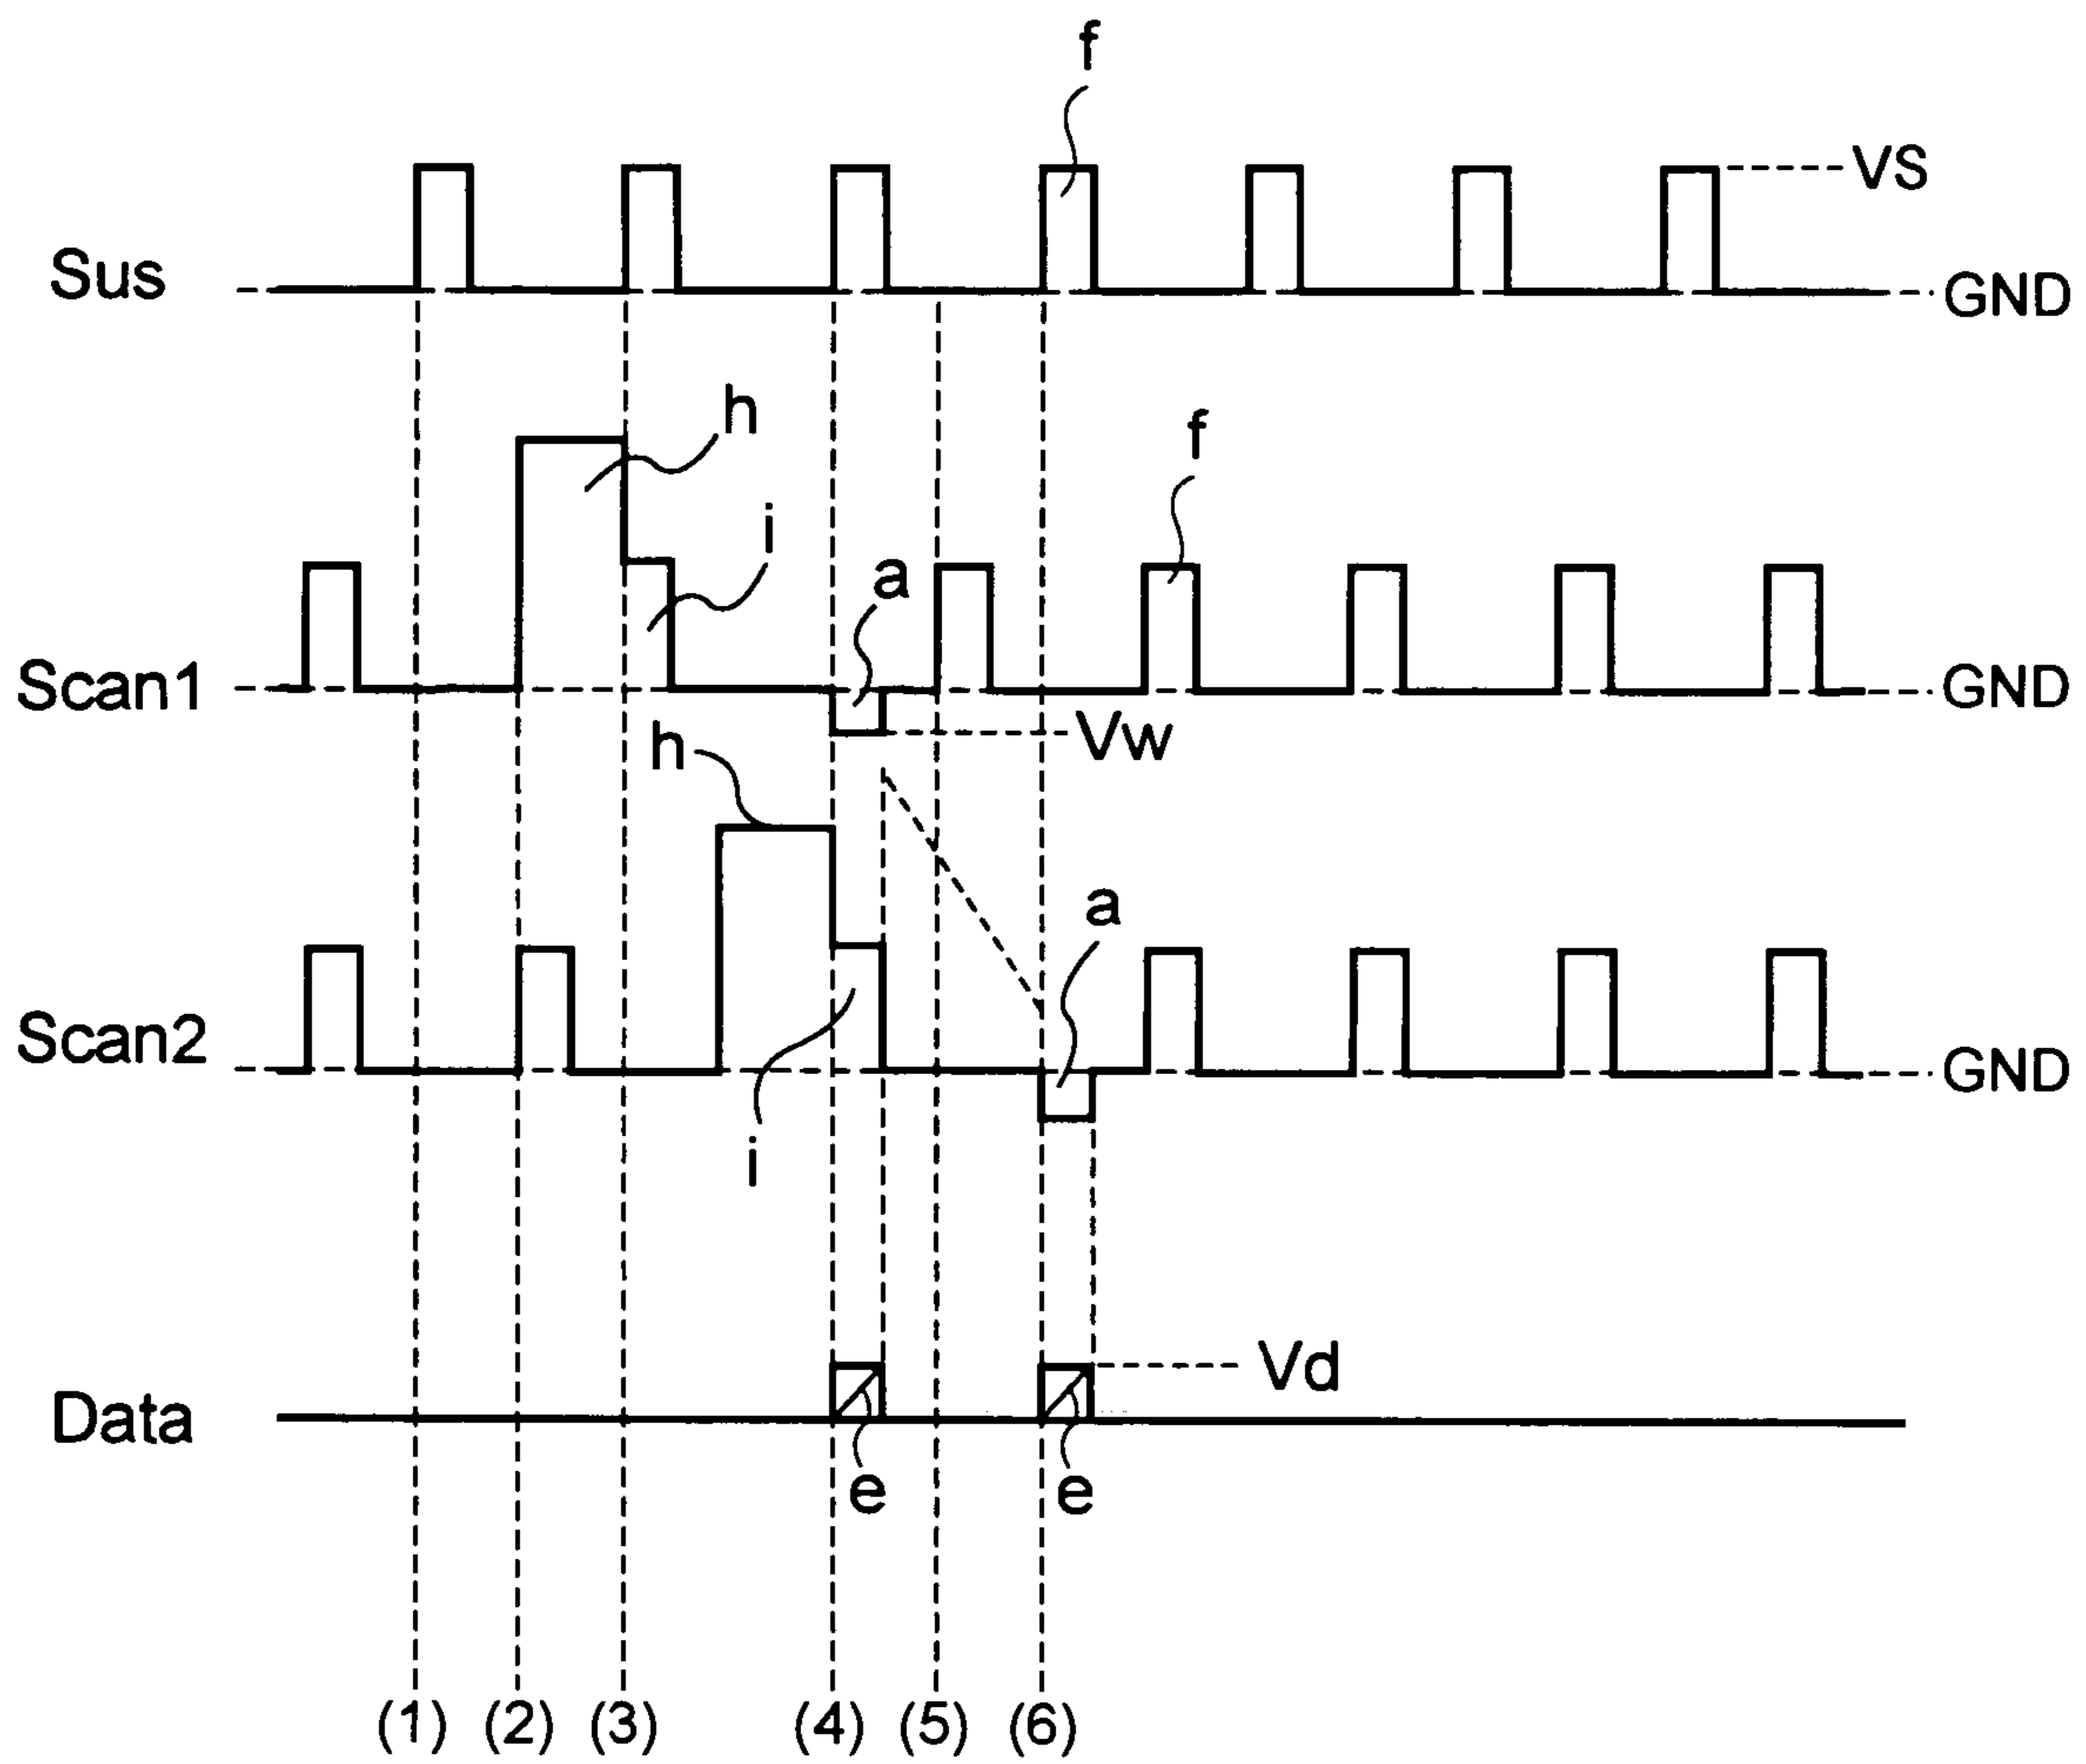 f
VS
Sus
GND
h
f
i
a
Scan1
GND
Vw
h
a
Scan2
GND
i
Vd
Data
e
e
(1) (2) (3) (4) (5) (6)